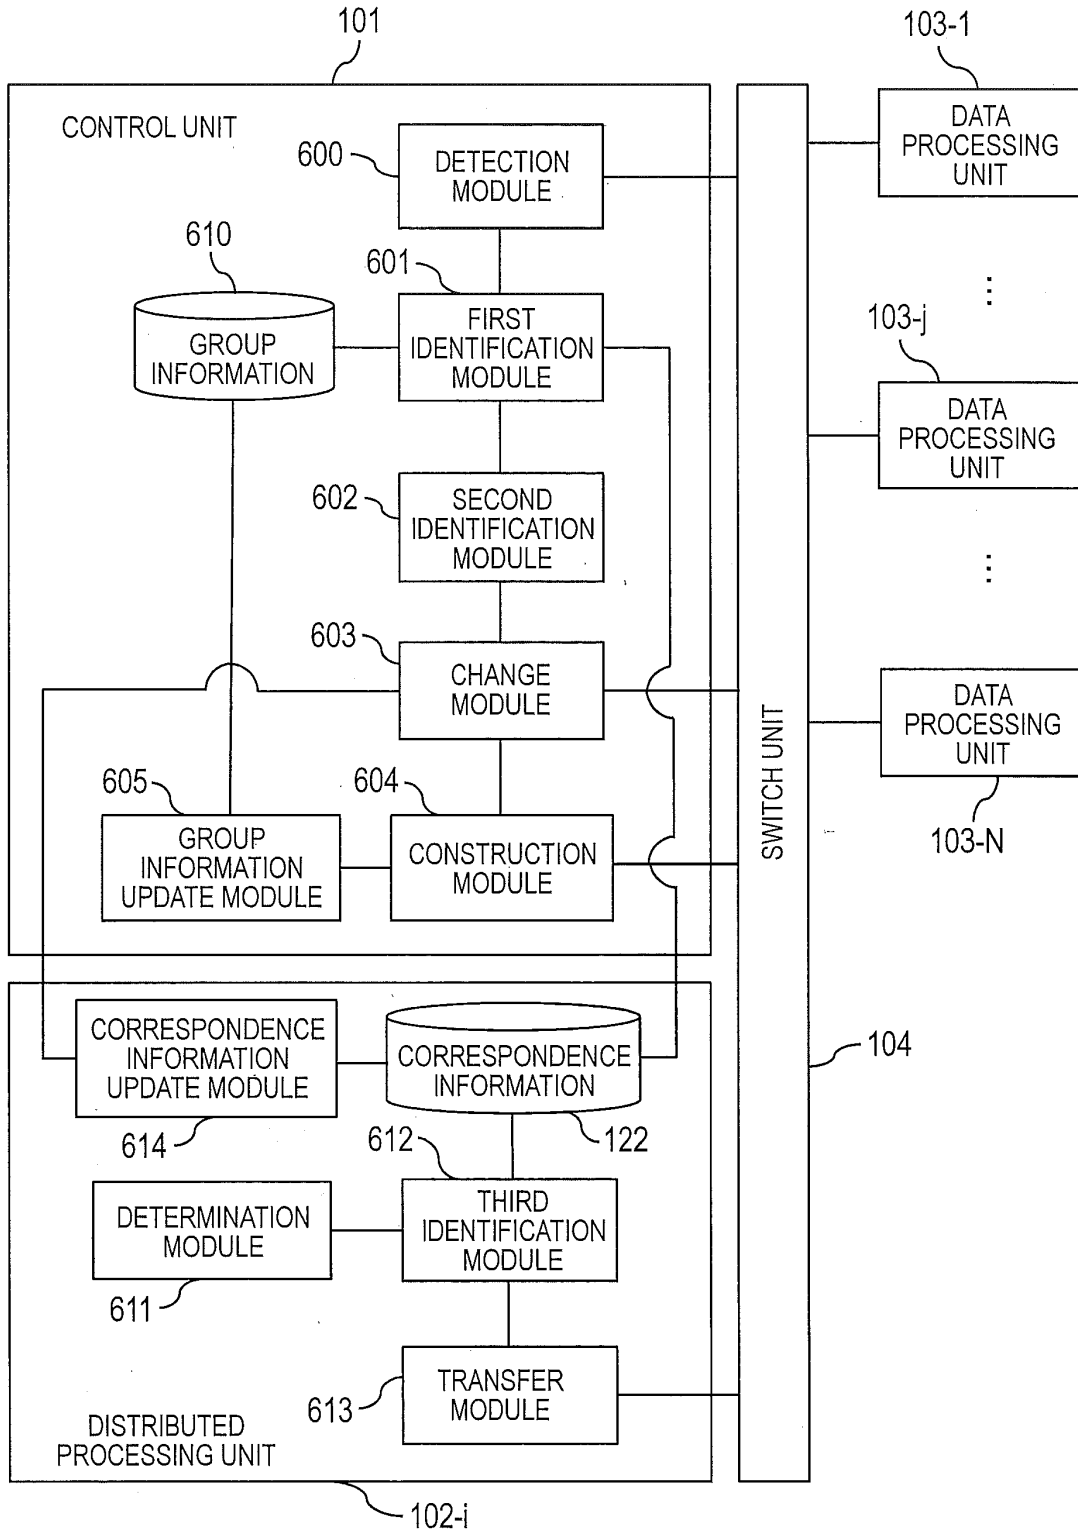 101
103-1
CONTROL UNIT
600
DETECTION
MODULE
DATA
PROCESSING
UNIT
610
601
GROUP
INFORMATION
FIRST
IDENTIFICATION
MODULE
...
103-j
DATA
PROCESSING
UNIT
602
SECOND
IDENTIFICATION
MODULE
...
603
CHANGE
MODULE
DATA
PROCESSING
UNIT
103-N
SWITCH UNIT
605
GROUP
INFORMATION
UPDATE MODULE
604
CONSTRUCTION
MODULE
CORRESPONDENCE
INFORMATION
UPDATE MODULE
614
CORRESPONDENCE
INFORMATION
122
104
612
DETERMINATION
MODULE
611
THIRD
IDENTIFICATION
MODULE
613
TRANSFER
MODULE
DISTRIBUTED
PROCESSING UNIT
102-i